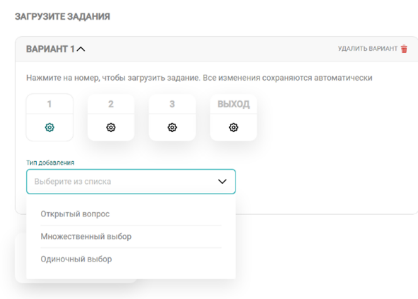 ЗАГРУЗИТЕ ЗАДАНИЯ
ВАРИАНТ 1
УДАЛИТЬ ВАРИАНТ
Нажмите на номер, чтобы загрузить задание. Все изменения сохраняются автоматически
1 2 3 ВЫХОД
Тип добавления
Выберите из списка
Открытый вопрос
Множественный выбор
Одиночный выбор